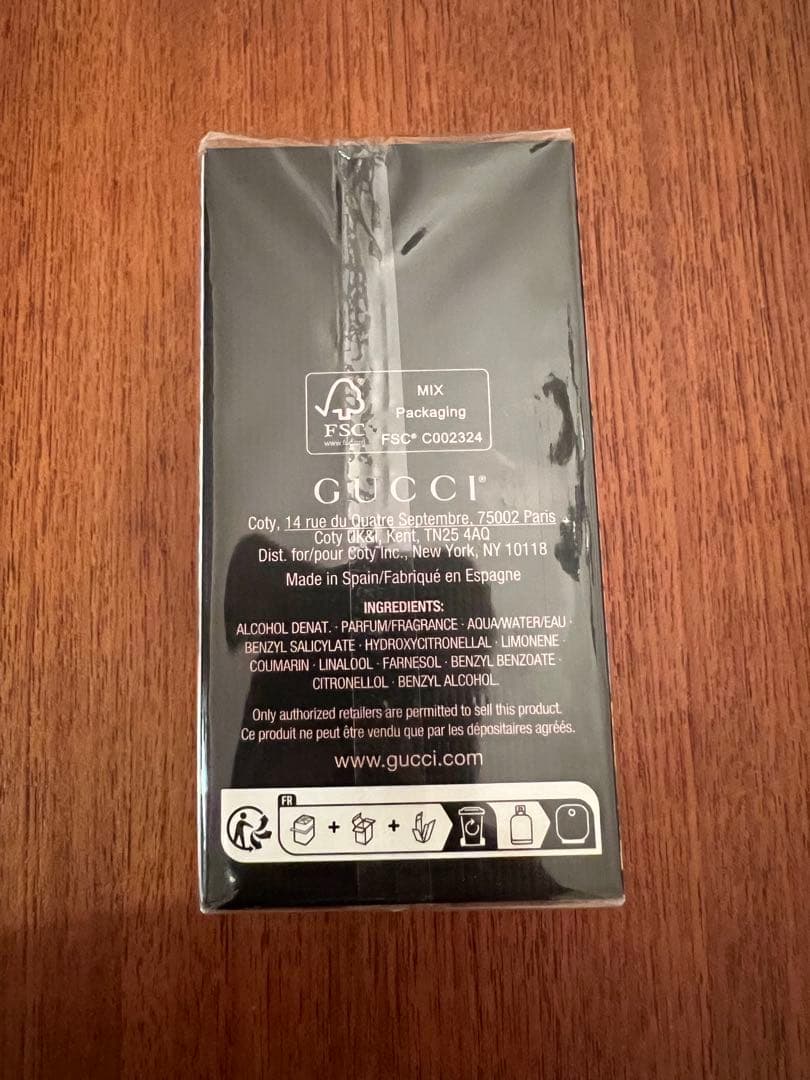 MIX
Packaging
FSC
FSC® C002324
GUCCI®
Coty, 14 rue du Quatre Septembre, 75002 Paris
Coty UK&I, Kent, TN25 4AQ
Dist. for/pour Coty Inc., New York, NY 10118
Made in Spain/Fabriqué en Espagne
INGREDIENTS:
ALCOHOL DENAT. · PARFUM/FRAGRANCE · AQUA/WATER/EAU ·
BENZYL SALICYLATE · HYDROXYCITRONELLAL · LIMONENE ·
COUMARIN · LINALOOL · FARNESOL · BENZYL BENZOATE ·
CITRONELLOL · BENZYL ALCOHOL.
Only authorized retailers are permitted to sell this product.
Ce produit ne peut être vendu que par les dépositaires agréés.
www.gucci.com
FR
+ +